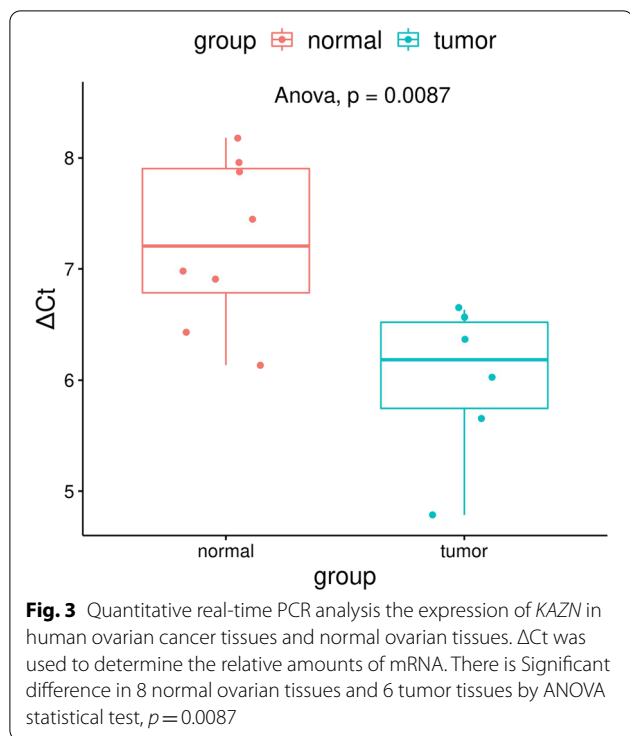 group normal tumor
Anova, p = 0.0087
8
7
6
5
ΔCt
normal tumor
group
Fig. 3 Quantitative real-time PCR analysis the expression of KAZN in
human ovarian cancer tissues and normal ovarian tissues. ΔCt was
used to determine the relative amounts of mRNA. There is Significant
difference in 8 normal ovarian tissues and 6 tumor tissues by ANOVA
statistical test, p = 0.0087